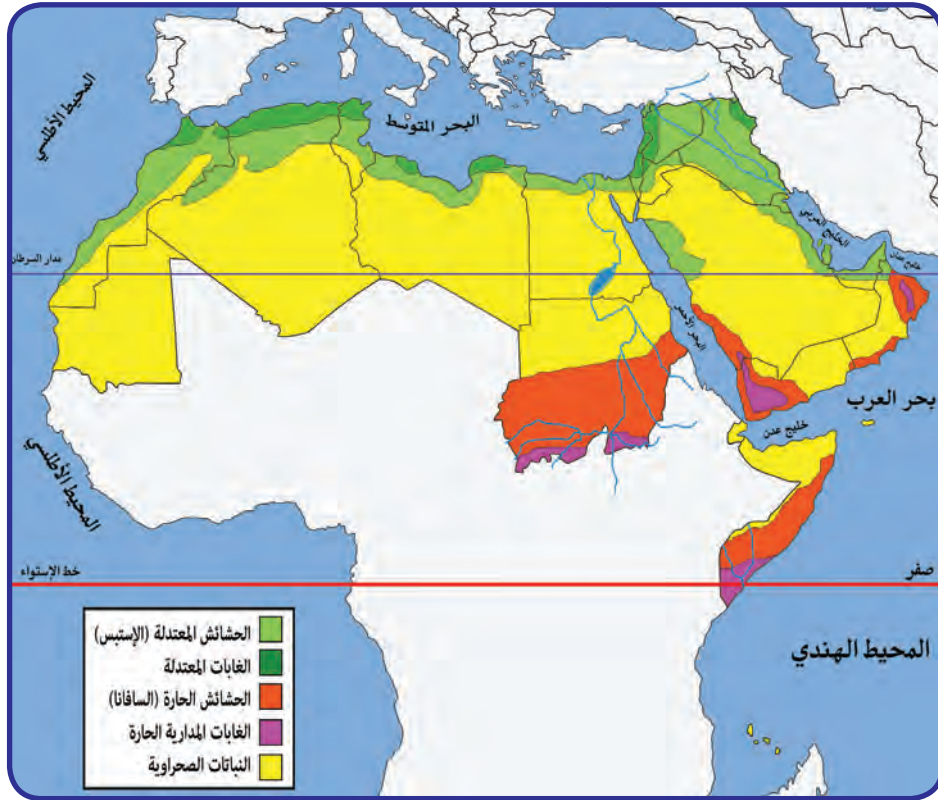 المحيط الأطلسي
البحر المتوسط
الخليج العربي
مدار السرطان
خليج عمان
البحر الأحمر
بحر العرب
خليج عدن
المحيط الأطلسي
خط الإستواء
صفر
المحيط الهندي
الحشائش المعتدلة (الإستبس)
الغابات المعتدلة
الحشائش الحارة (السافانا)
الغابات المدارية الحارة
النباتات الصحراوية